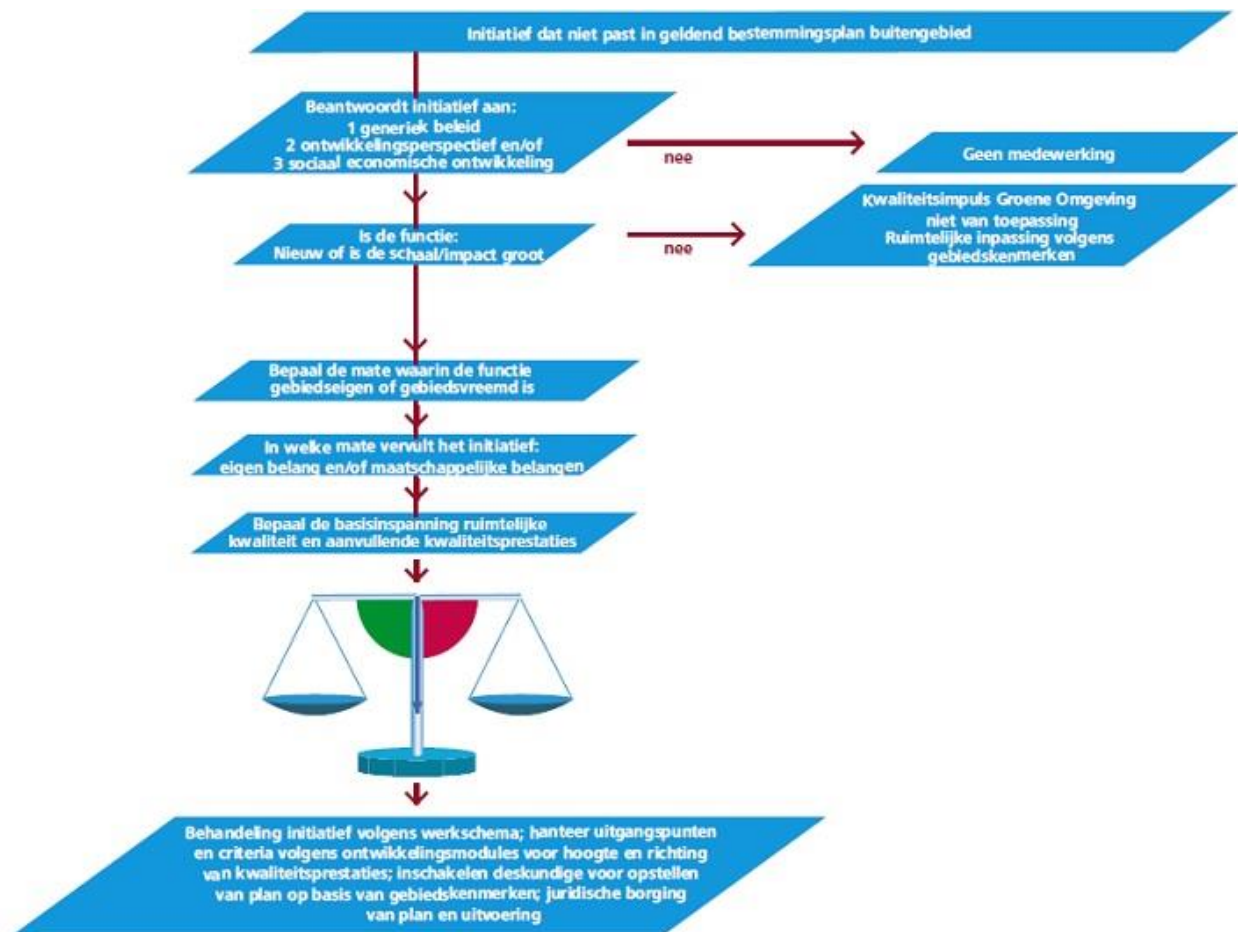 Initiatief dat niet past in geldend bestemmingsplan buitengebied
Beantwoordt initiatief aan:
1 generiek beleid
2 ontwikkelingsperspectief en/of
3 sociaal economische ontwikkeling
nee
Geen medewerking
Is de functie:
Nieuw of is de schaal/impact groot
nee
Kwaliteitsimpuls Groene Omgeving
niet van toepassing
Ruimtelijke inpassing volgens
gebiedskenmerken
Bepaal de mate waarin de functie
gebiedseigen of gebiedsvreemd is
In welke mate vervult het initiatief:
eigen belang en/of maatschappelijke belangen
Bepaal de basisinspanning ruimtelijke
kwaliteit en aanvullende kwaliteitsprestaties
Behandeling initiatief volgens werkschema; hanteer uitgangspunten
en criteria volgens ontwikkelingsmodules voor hoogte en richting
van kwaliteitsprestaties; inschakelen deskundige voor opstellen
van plan op basis van gebiedskenmerken; juridische borging
van plan en uitvoering